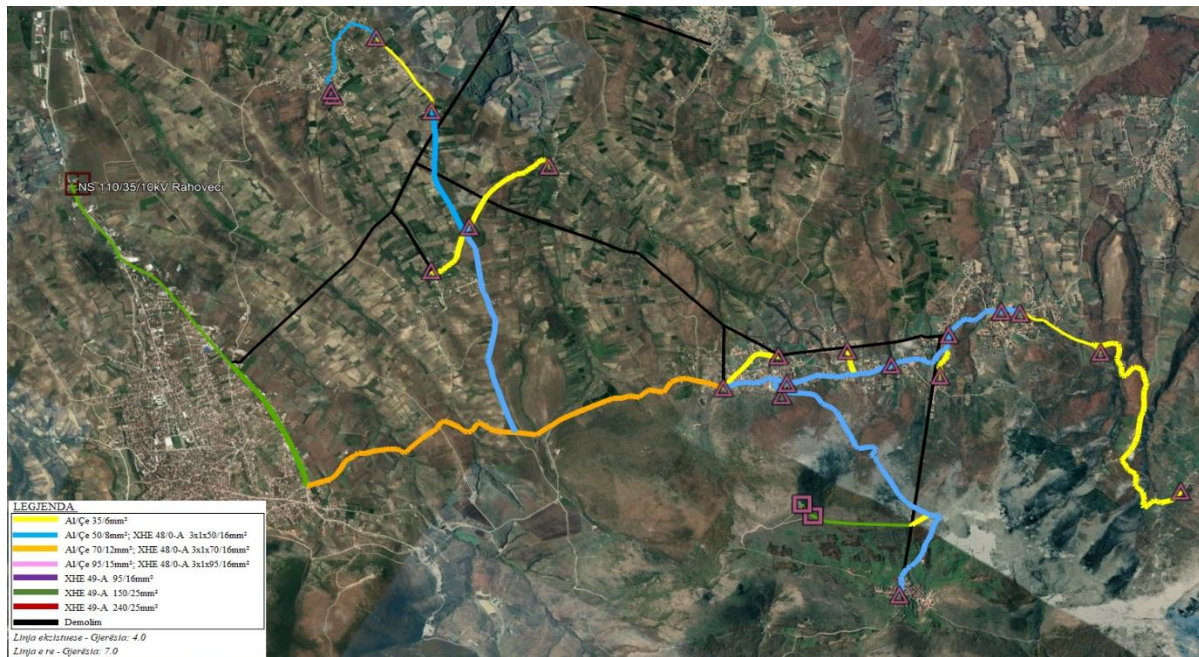 NS 110/35/10kV Rahoveci
LEGJENDA
Al/Çe 35/6mm²
Al/Çe 50/8mm²; XHE 48/0-A 3x1x50/16mm²
Al/Çe 70/12mm²; XHE 48/0-A 3x1x70/16mm²
Al/Çe 95/15mm²; XHE 48/0-A 3x1x95/16mm²
XHE 49-A 95/16mm²
XHE 49-A 150/25mm²
XHE 49-A 240/25mm²
Demolim
Linja ekzistuese - Gjerësia: 4.0
Linja e re - Gjerësia: 7.0